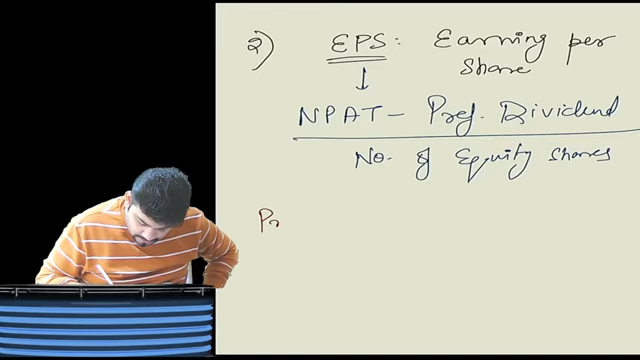 2) EPS: Earning per
Share
↓
NPAT - Pref. Dividend
No. of Equity Shares
Pr